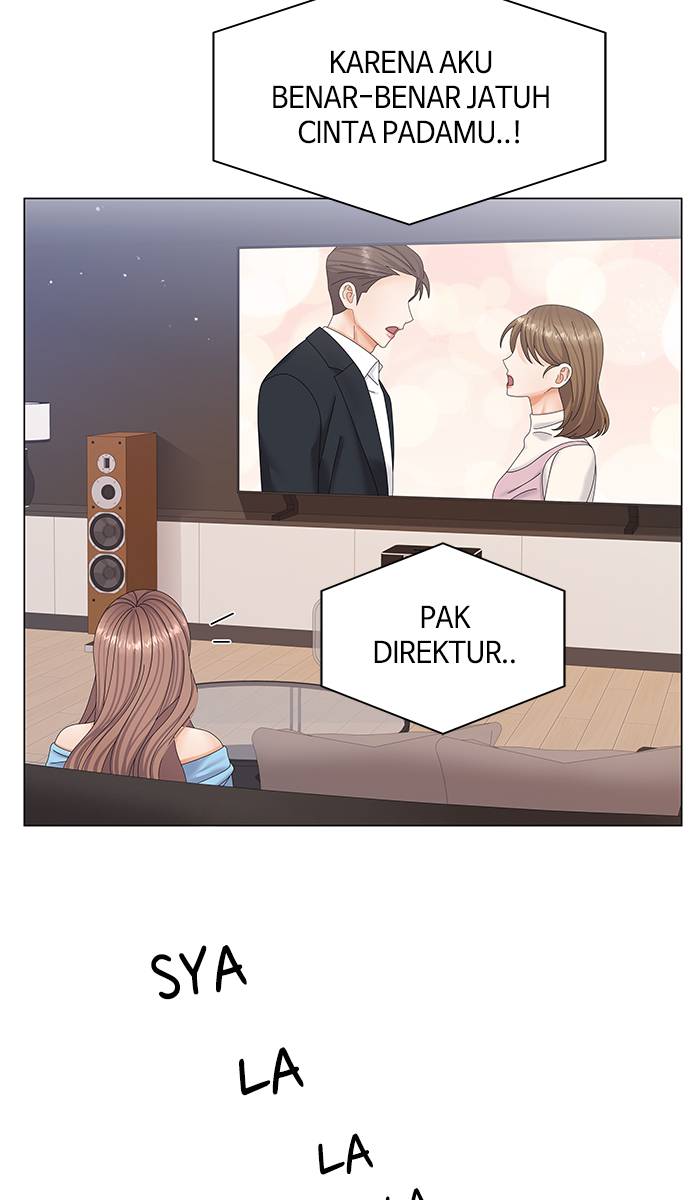 KARENA AKU
BENAR-BENAR JATUH
CINTA PADAMU..!
PAK
DIREKTUR..
SYA
LA
LA